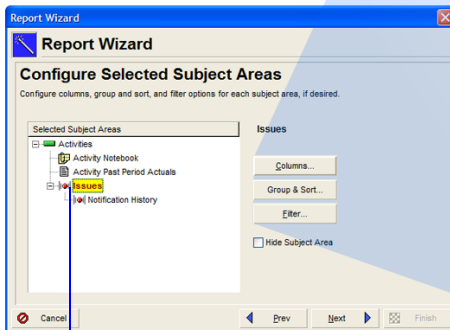 Report Wizard
Report Wizard
Configure Selected Subject Areas
Configure columns, group and sort, and filter options for each subject area, if desired.
Selected Subject Areas
Issues
Activities
Activity Notebook
Activity Past Period Actuals
Issues
Notification History
Columns...
Group & Sort...
Filter...
Hide Subject Area
Cancel
Prev
Next
Finish